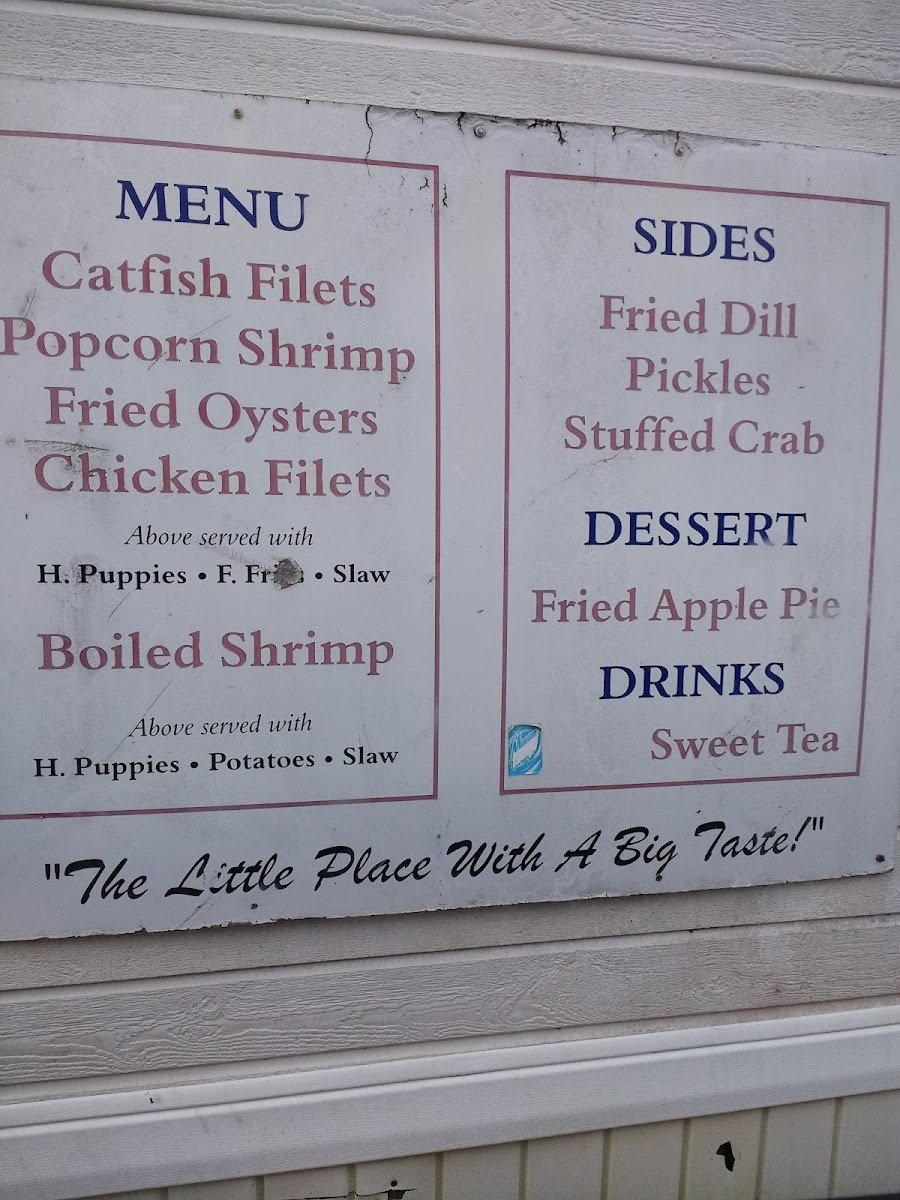 MENU
Catfish Filets
Popcorn Shrimp
Fried Oysters
Chicken Filets
Above served with
H. Puppies • F. Fries • Slaw
Boiled Shrimp
Above served with
H. Puppies • Potatoes • Slaw
SIDES
Fried Dill
Pickles
Stuffed Crab
DESSERT
Fried Apple Pie
DRINKS
Sweet Tea
"The Little Place With A Big Taste!"